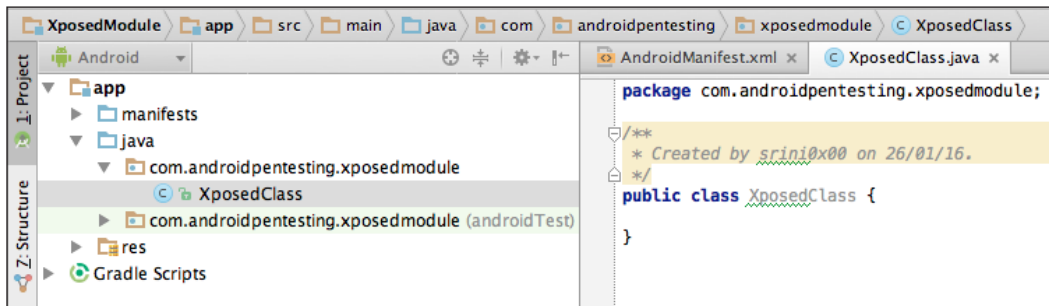 XposedModule app src main java com androidpentesting xposedmodule C XposedClass
1: Project
Z: Structure
Android
app
manifests
java
com.androidpentesting.xposedmodule
C XposedClass
com.androidpentesting.xposedmodule (androidTest)
res
Gradle Scripts
AndroidManifest.xml × C XposedClass.java ×
package com.androidpentesting.xposedmodule;
/**
* Created by srini0x00 on 26/01/16.
*/
public class XposedClass {
}